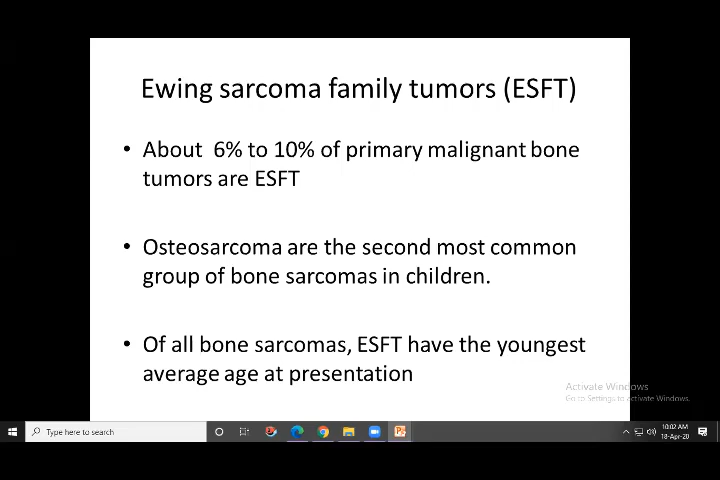 Ewing sarcoma family tumors (ESFT)
• About 6% to 10% of primary malignant bone
tumors are ESFT
• Osteosarcoma are the second most common
group of bone sarcomas in children.
• Of all bone sarcomas, ESFT have the youngest
average age at presentation
Activate Windows
Go to Settings to activate Windows.
Type here to search
10:02 AM
18-Apr-20